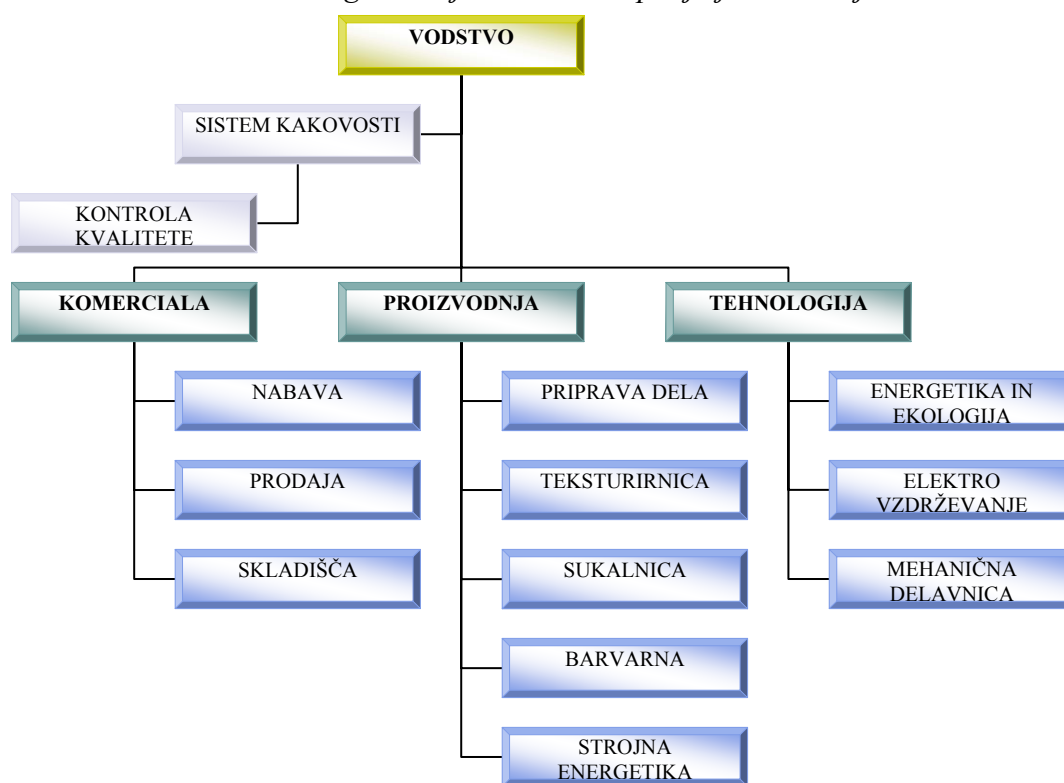 VODSTVO
SISTEM KAKOVOSTI
KONTROLA
KVALITETE
KOMERCIALA
PROIZVODNJA
TEHNOLOGIJA
NABAVA
PRIPRAVA DELA
ENERGETIKA IN
EKOLOGIJA
PRODAJA
TEKSTURIRNICA
ELEKTRO
VZDRŽEVANJE
SKLADIŠČA
SUKALNICA
MEHANIČNA
DELAVNICA
BARVARNA
STROJNA
ENERGETIKA